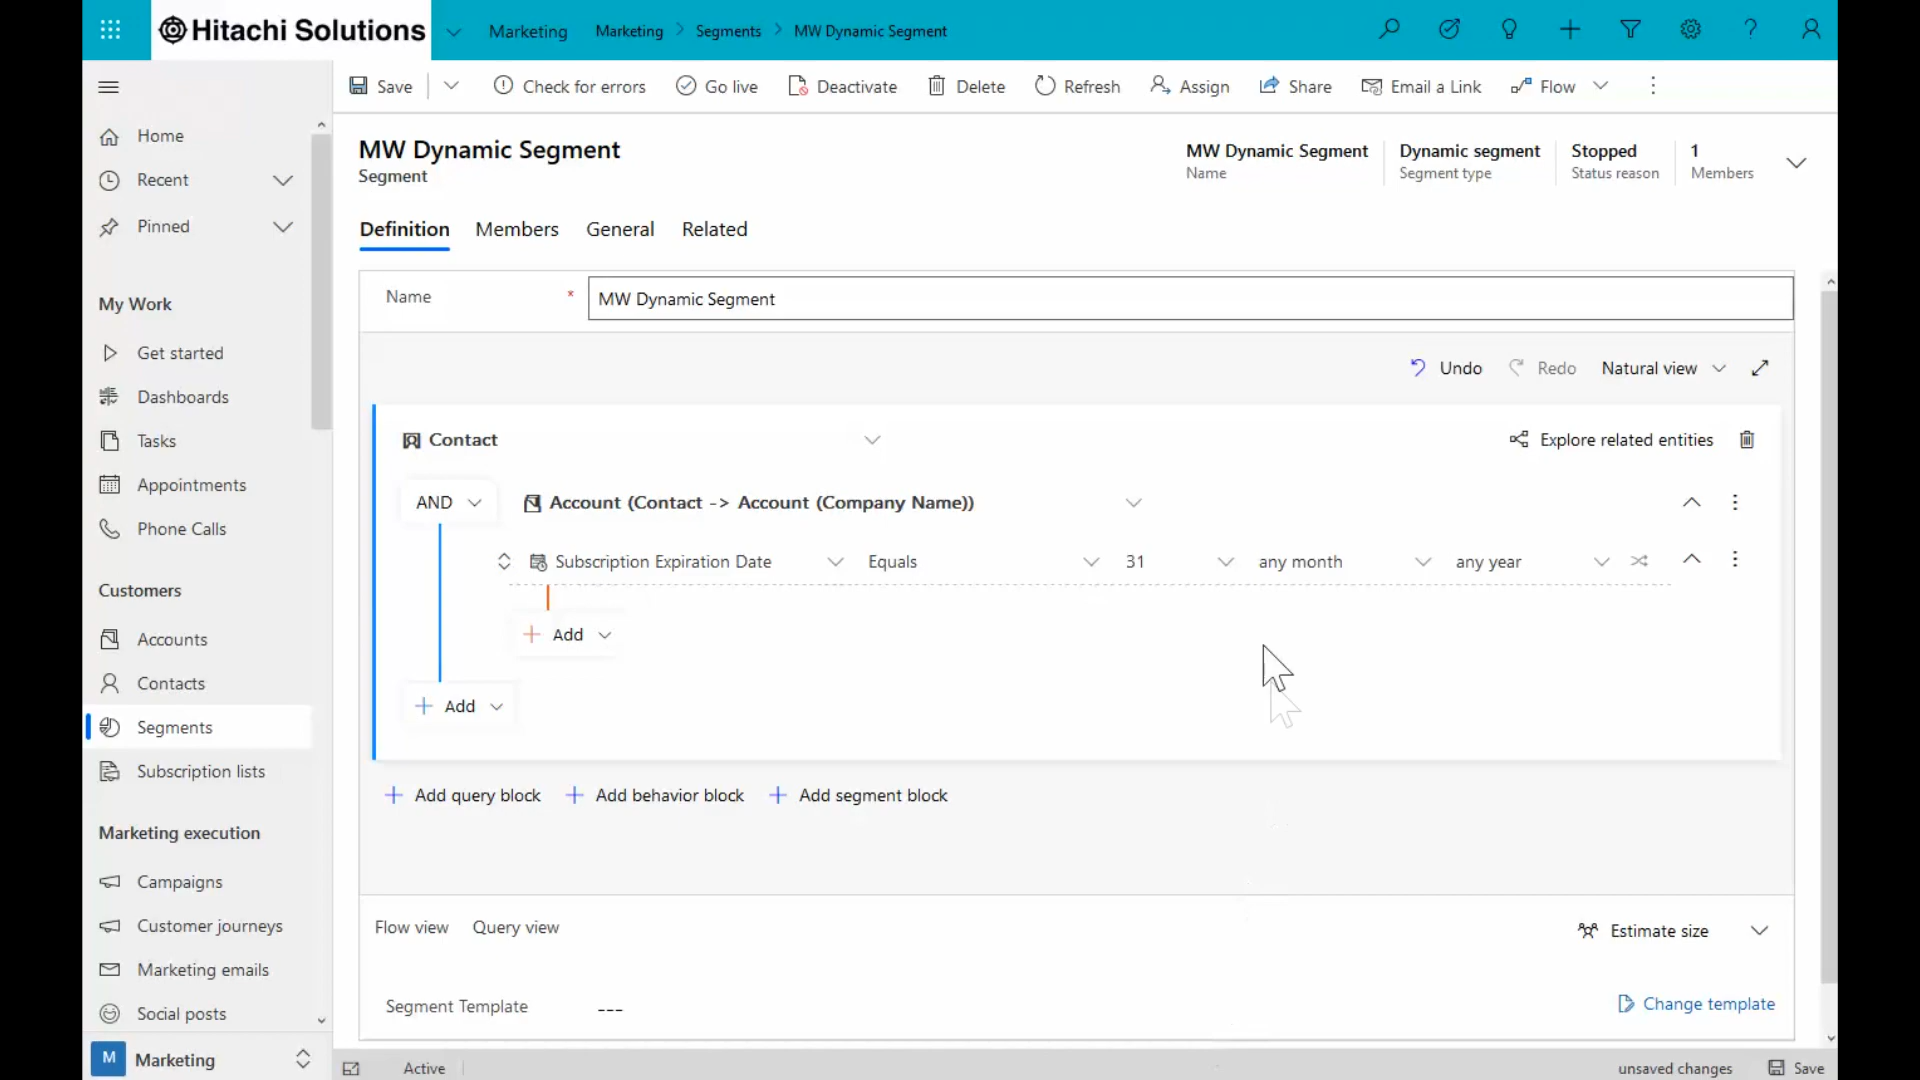 Hitachi Solutions
Marketing
Marketing > Segments > MW Dynamic Segment
Save
Check for errors
Go live
Deactivate
Delete
Refresh
Assign
Share
Email a Link
Flow
Home
Recent
Pinned
My Work
Get started
Dashboards
Tasks
Appointments
Phone Calls
Customers
Accounts
Contacts
Segments
Subscription lists
Marketing execution
Campaigns
Customer journeys
Marketing emails
Social posts
M Marketing
MW Dynamic Segment
Segment
MW Dynamic Segment
Name
Dynamic segment
Segment type
Stopped
Status reason
1
Members
Definition
Members
General
Related
Name * MW Dynamic Segment
Undo
Redo
Natural view
Contact
Explore related entities
AND
Account (Contact -> Account (Company Name))
Subscription Expiration Date Equals 31 any month any year
+ Add
+ Add
+ Add query block
+ Add behavior block
+ Add segment block
Flow view
Query view
Estimate size
Segment Template ---
Change template
Active
unsaved changes
Save